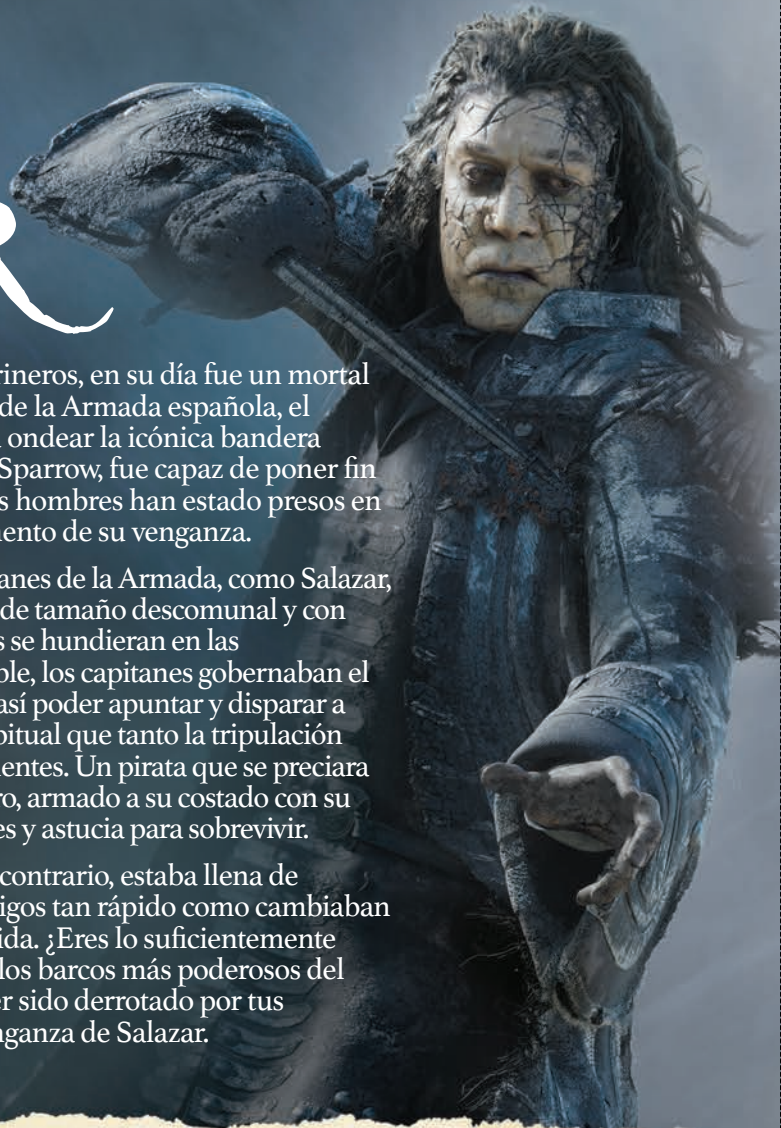 R
rineros, en su día fue un mortal
de la Armada española, el
ondear la icónica bandera
Sparrow, fue capaz de poner fin
s hombres han estado presos en
ento de su venganza.
anes de la Armada, como Salazar,
de tamaño descomunal y con
s se hundieran en las
ble, los capitanes gobernaban el
así poder apuntar y disparar a
bitual que tanto la tripulación
entes. Un pirata que se preciara
ro, armado a su costado con su
es y astucia para sobrevivir.
contrario, estaba llena de
igos tan rápido como cambiaban
ida. ¿Eres lo suficientemente
los barcos más poderosos del
er sido derrotado por tus
nganza de Salazar.